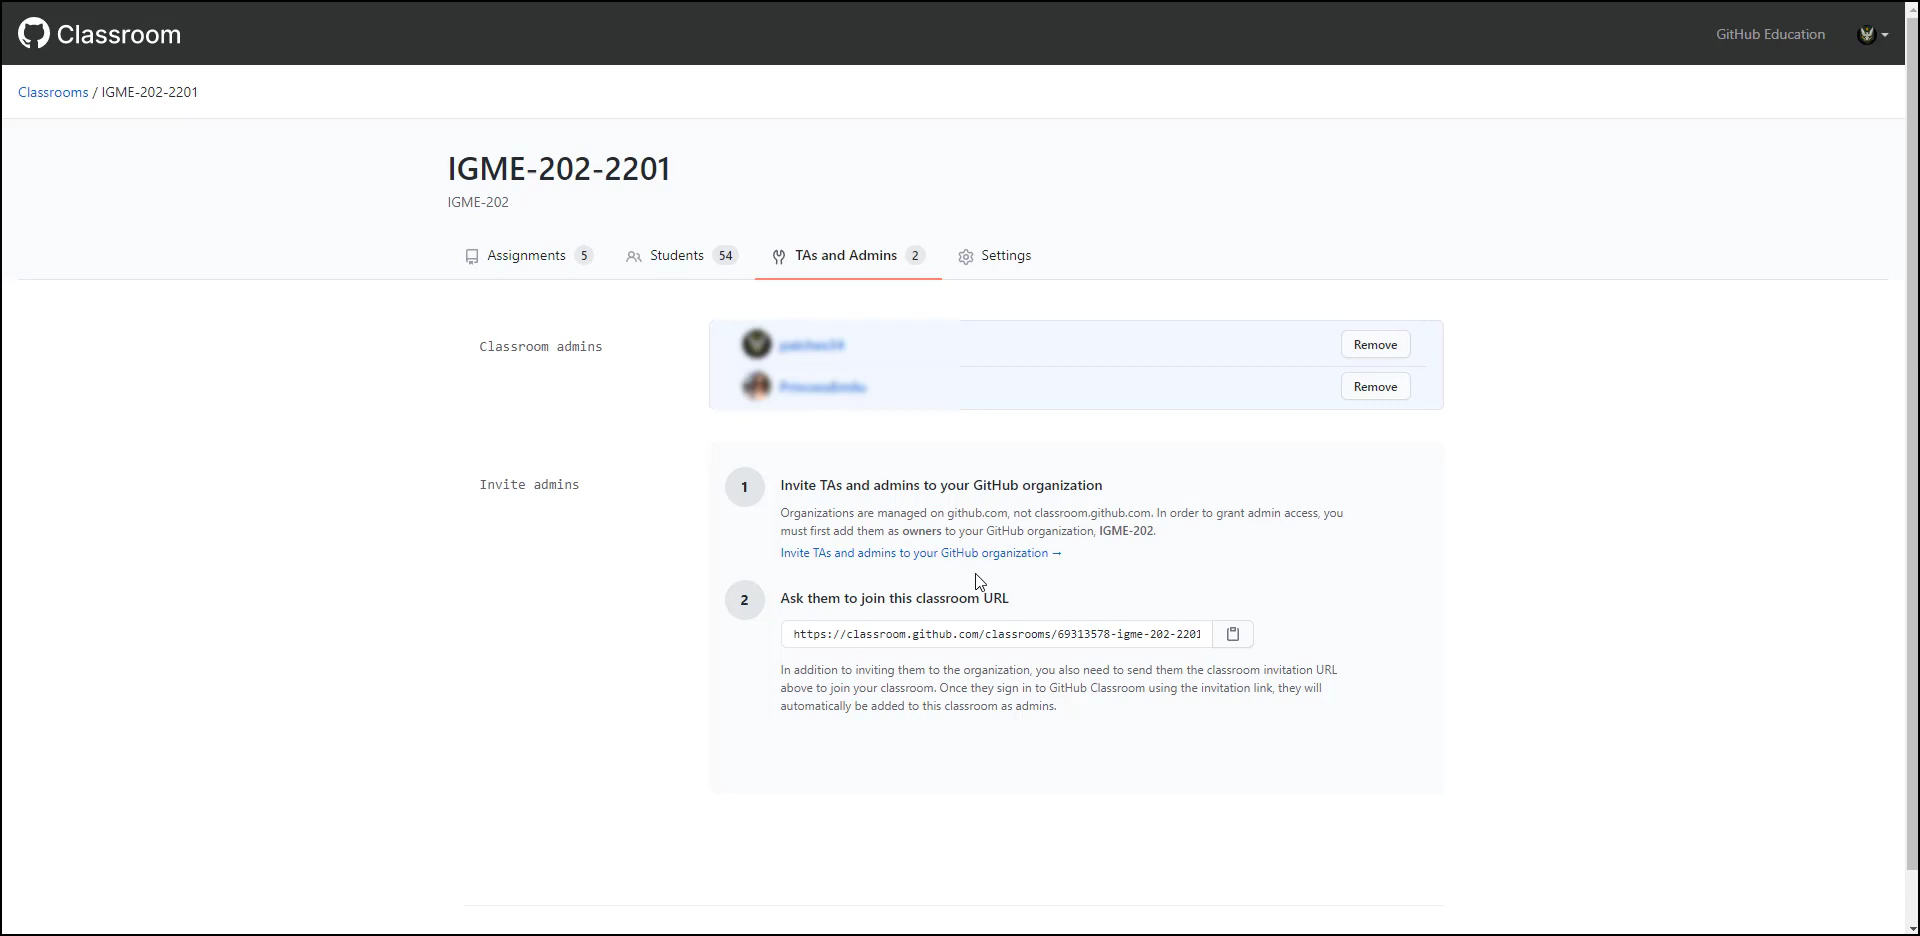 Classroom
GitHub Education
Classrooms / IGME-202-2201
IGME-202-2201
IGME-202
Assignments 5
Students 54
TAs and Admins 2
Settings
Classroom admins
Remove
Remove
Invite admins
1
Invite TAs and admins to your GitHub organization
Organizations are managed on github.com, not classroom.github.com. In order to grant admin access, you
must first add them as owners to your GitHub organization, IGME-202.
Invite TAs and admins to your GitHub organization →
2
Ask them to join this classroom URL
https://classroom.github.com/classrooms/69313578-igme-202-2201
In addition to inviting them to the organization, you also need to send them the classroom invitation URL
above to join your classroom. Once they sign in to GitHub Classroom using the invitation link, they will
automatically be added to this classroom as admins.